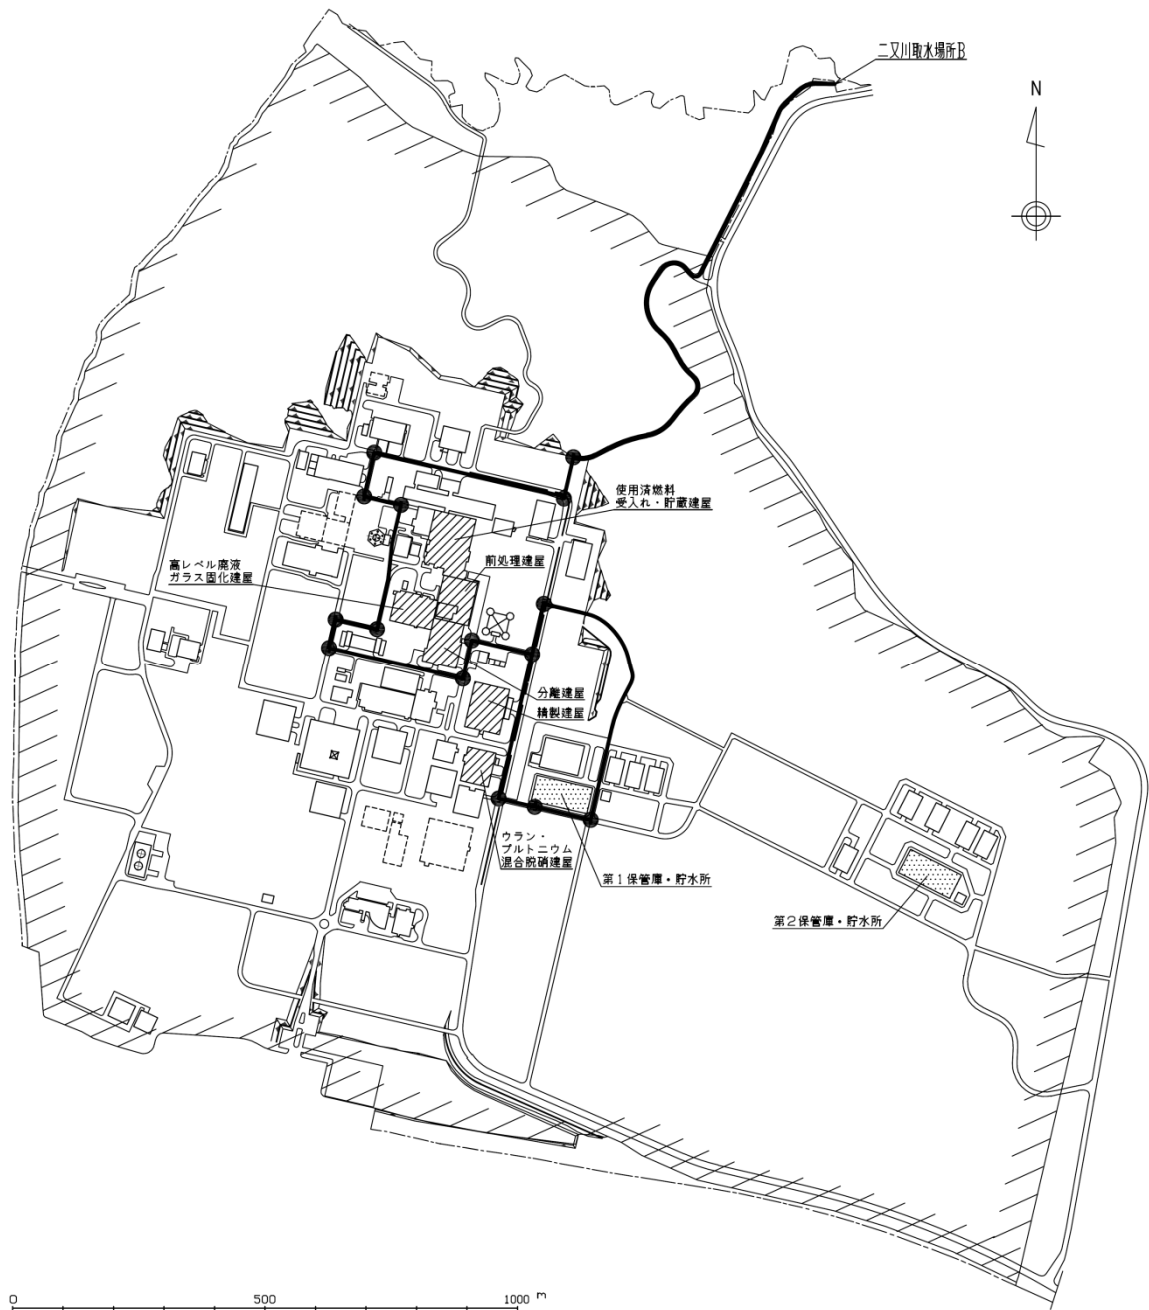 二又川取水場所B
N
使用済燃料
受入れ・貯蔵建屋
前処理建屋
高レベル廃液
ガラス固化建屋
分離建屋
精製建屋
ウラン・
プルトニウム
混合脱硝建屋
第1保管庫・貯水所
第2保管庫・貯水所
0 500 1000 m